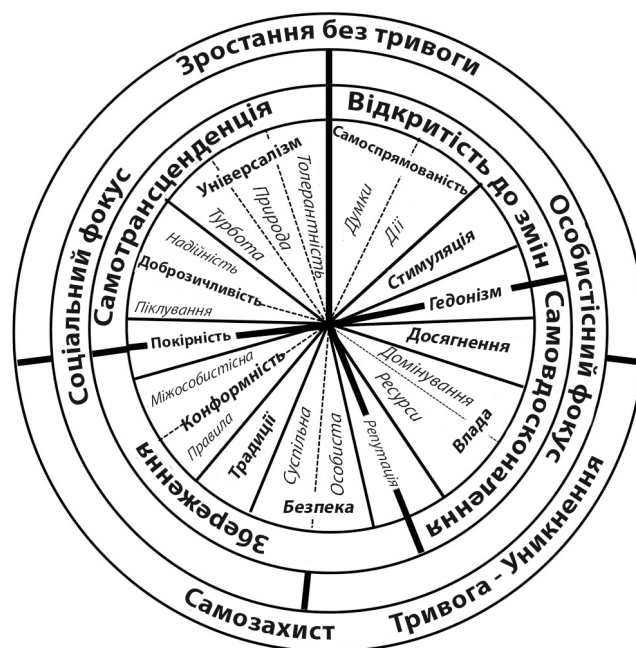 Зростання без тривоги
Соціальний фокус
Особистісний фокус
Самотрансценденція
Відкритість до змін
Універсалізм
Самоспрямованість
Толерантність
Природа
Турбота
Думки
Дії
Надійність
Доброзичливість
Піклування
Стимуляція
Гедонізм
Покірність
Досягнення
Міжособистісна
Конформність
Правила
Домінування
ресурси
Влада
Традиції
Суспільна
Особиста
Безпека
Репутація
Збереження
Самовдосконалення
Самозахист
Тривога - Уникнення